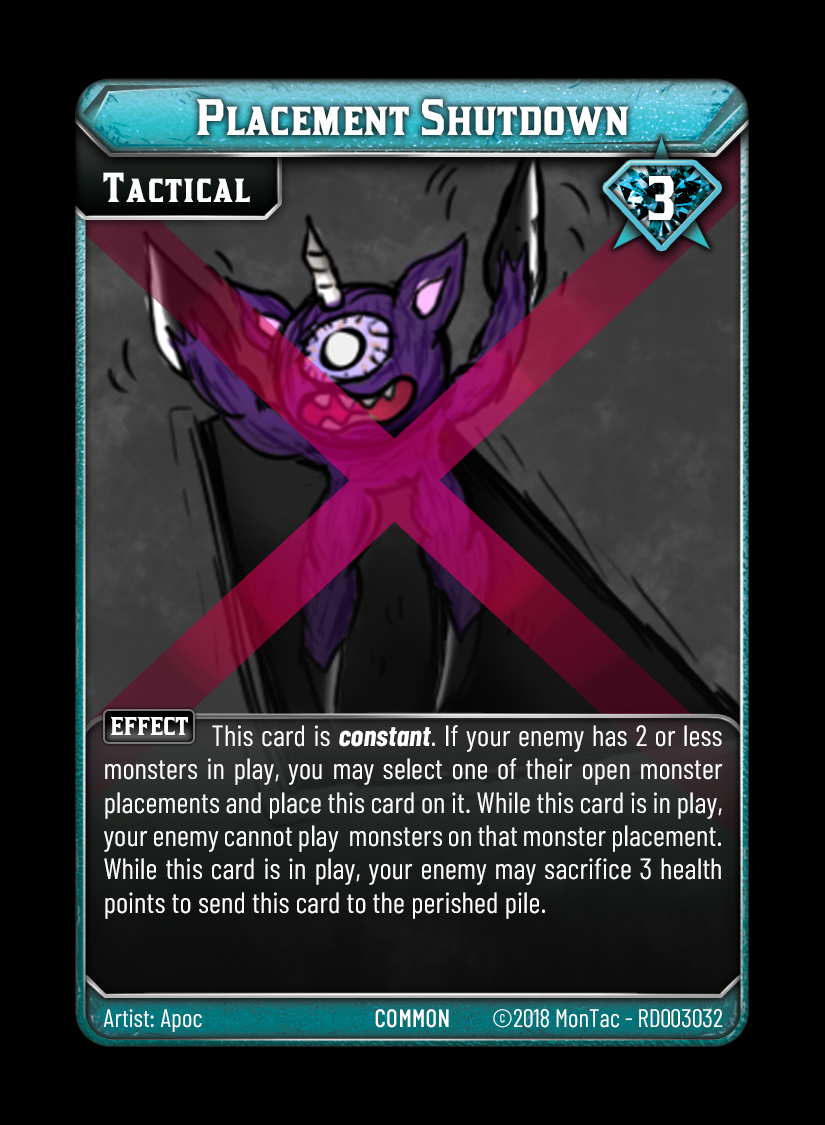 Placement Shutdown
Tactical
-3
EFFECT This card is constant. If your enemy has 2 or less
monsters in play, you may select one of their open monster
placements and place this card on it. While this card is in play,
your enemy cannot play monsters on that monster placement.
While this card is in play, your enemy may sacrifice 3 health
points to send this card to the perished pile.
Artist: Apoc COMMON ©2018 MonTac - RD003032